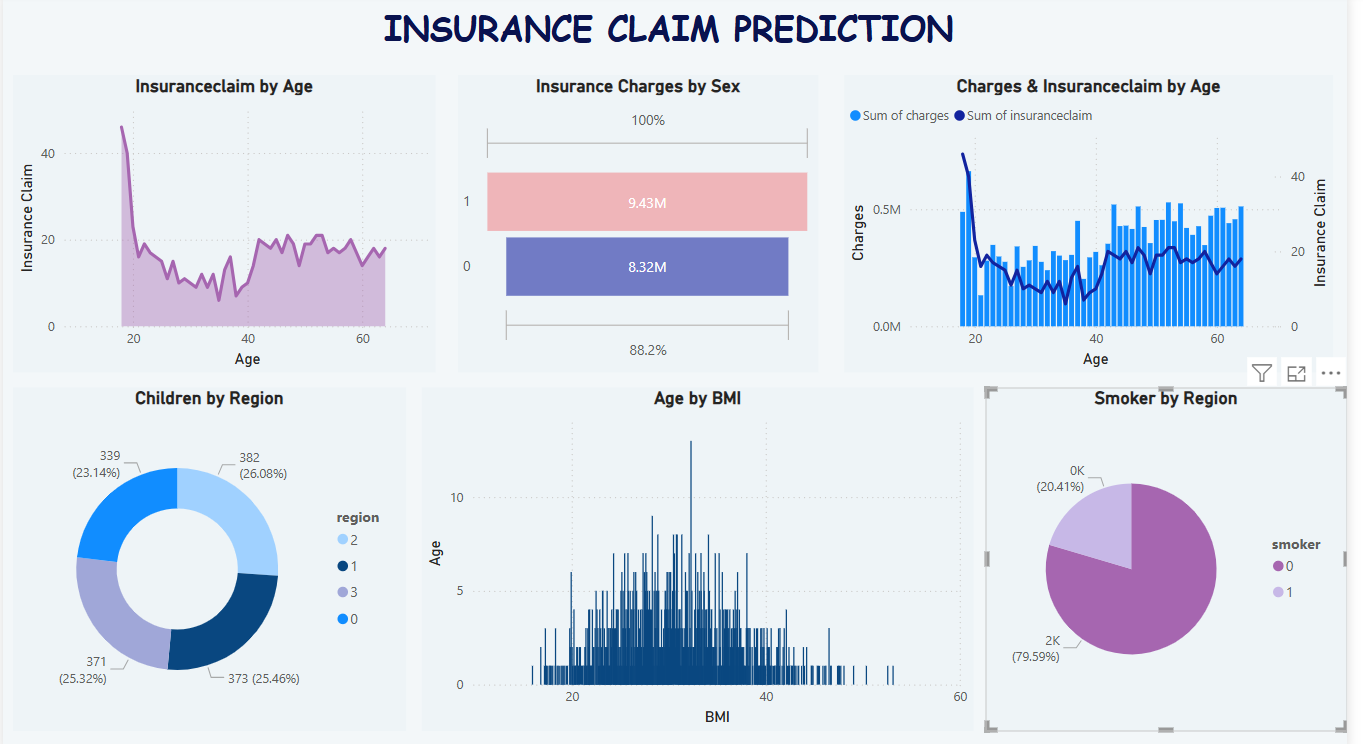 INSURANCE CLAIM PREDICTION
Insuranceclaim by Age
Insurance Claim
40
20
0
20 40 60
Age
Insurance Charges by Sex
100%
1 9.43M
0 8.32M
88.2%
Charges & Insuranceclaim by Age
Sum of charges Sum of insuranceclaim
Charges
0.5M
0.0M
40
20
0
Insurance Claim
20 40 60
Age
Children by Region
339
(23.14%)
382
(26.08%)
371
(25.32%)
373 (25.46%)
region
2
1
3
0
Age by BMI
Age
10
5
0
20 40 60
BMI
Smoker by Region
0K
(20.41%)
2K
(79.59%)
smoker
0
1